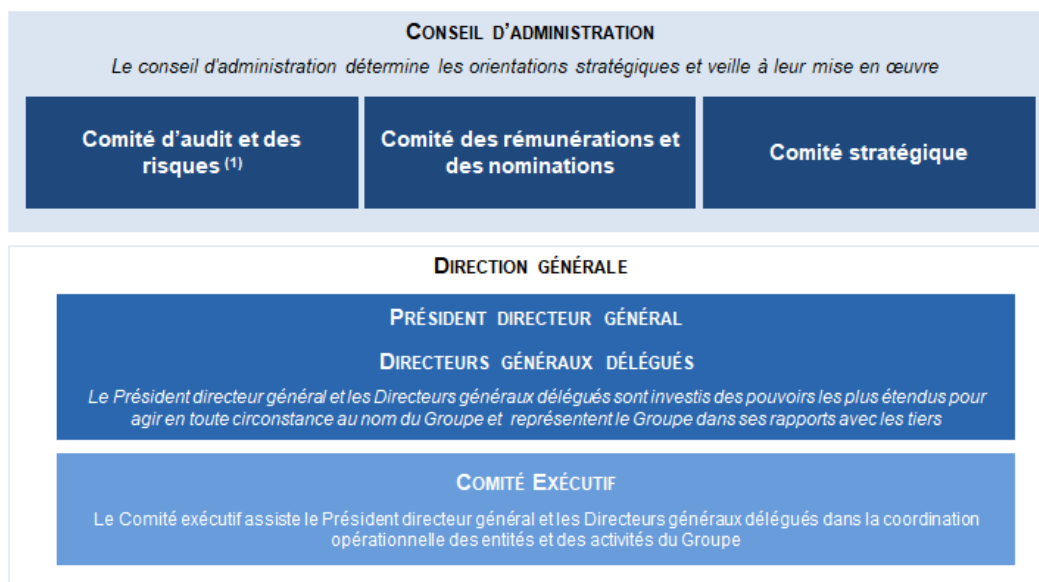 CONSEIL D'ADMINISTRATION
Le conseil d'administration détermine les orientations stratégiques et veille à leur mise en œuvre
Comité d'audit et des
risques (1)
Comité des rémunérations et
des nominations
Comité stratégique
DIRECTION GÉNÉRALE
PRÉSIDENT DIRECTEUR GÉNÉRAL
DIRECTEURS GÉNÉRAUX DÉLÉGUÉS
Le Président directeur général et les Directeurs généraux délégués sont investis des pouvoirs les plus étendus pour
agir en toute circonstance au nom du Groupe et représentent le Groupe dans ses rapports avec les tiers
COMITÉ EXÉCUTIF
Le Comité exécutif assiste le Président directeur général et les Directeurs généraux délégués dans la coordination
opérationnelle des entités et des activités du Groupe